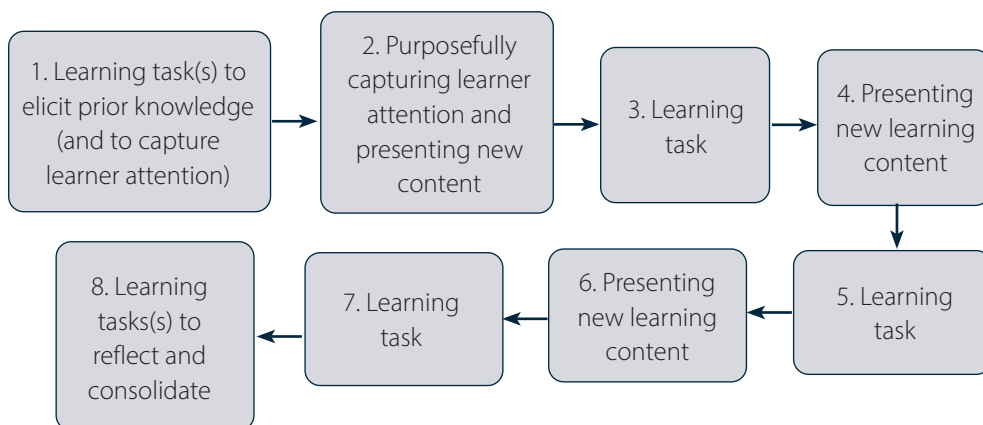 1. Learning task(s) to
elicit prior knowledge
(and to capture
learner attention)
2. Purposefully
capturing learner
attention and
presenting new
content
3. Learning
task
4. Presenting
new learning
content
5. Learning
task
6. Presenting
new learning
content
7. Learning
task
8. Learning
tasks(s) to
reflect and
consolidate